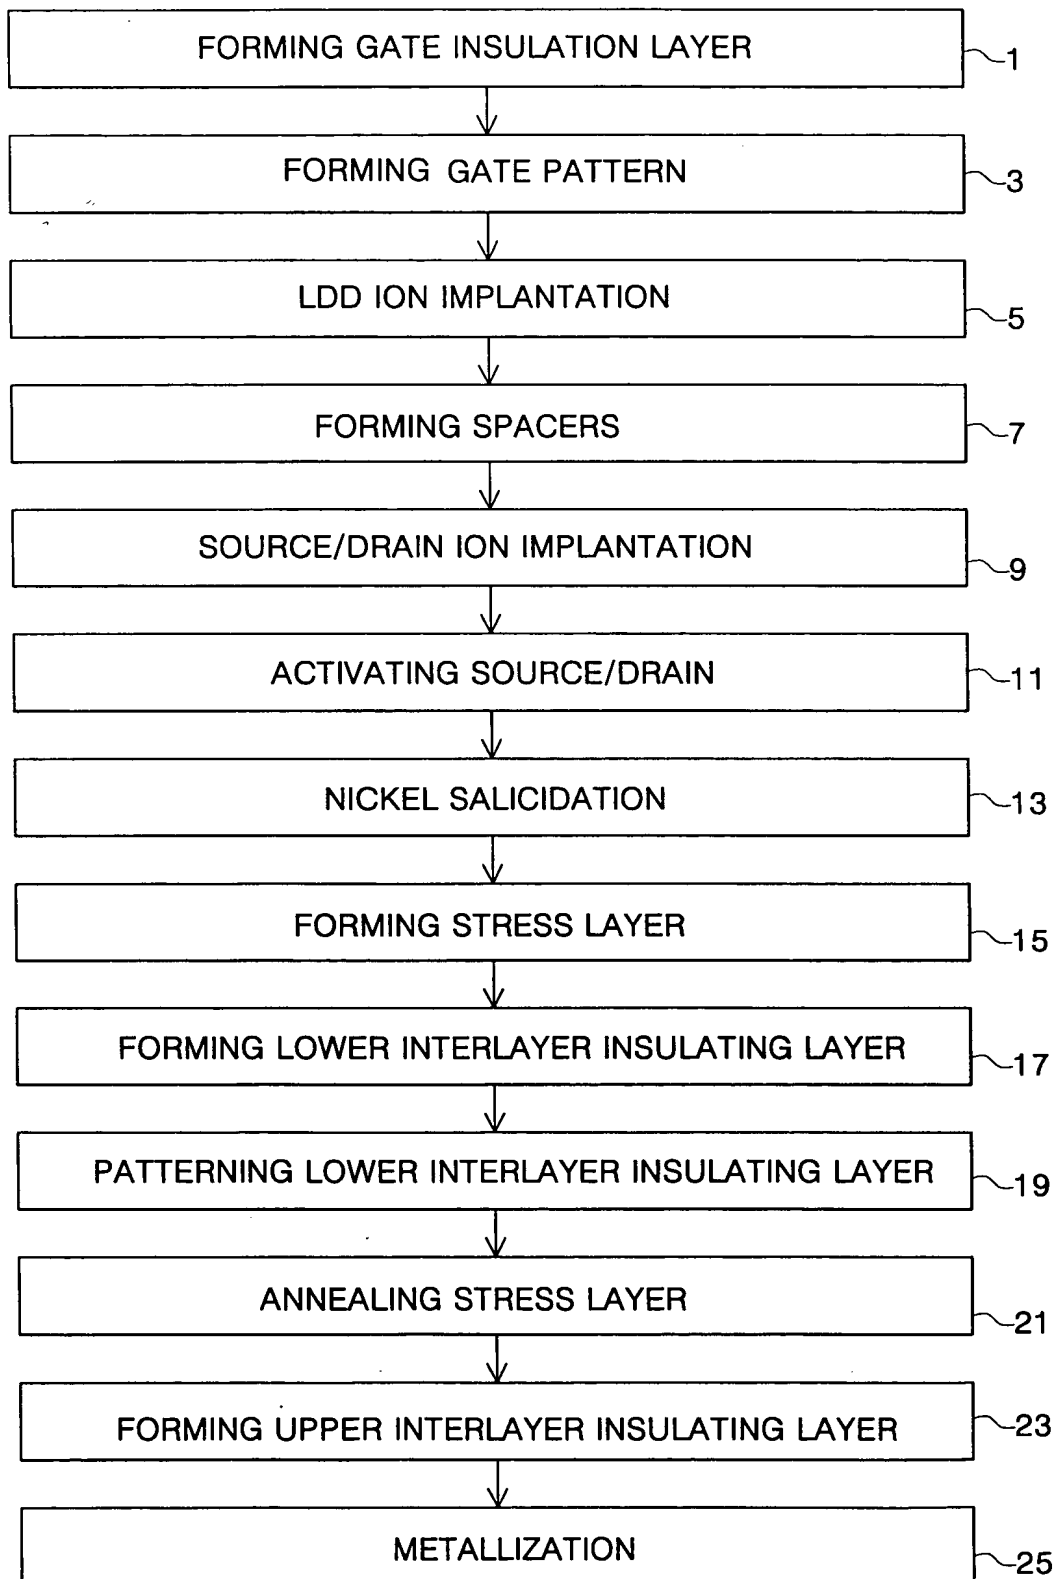 FORMING GATE INSULATION LAYER
1
FORMING GATE PATTERN
3
LDD ION IMPLANTATION
5
FORMING SPACERS
7
SOURCE/DRAIN ION IMPLANTATION
9
ACTIVATING SOURCE/DRAIN
11
NICKEL SALICIDATION
13
FORMING STRESS LAYER
15
FORMING LOWER INTERLAYER INSULATING LAYER
17
PATTERNING LOWER INTERLAYER INSULATING LAYER
19
ANNEALING STRESS LAYER
21
FORMING UPPER INTERLAYER INSULATING LAYER
23
METALLIZATION
25